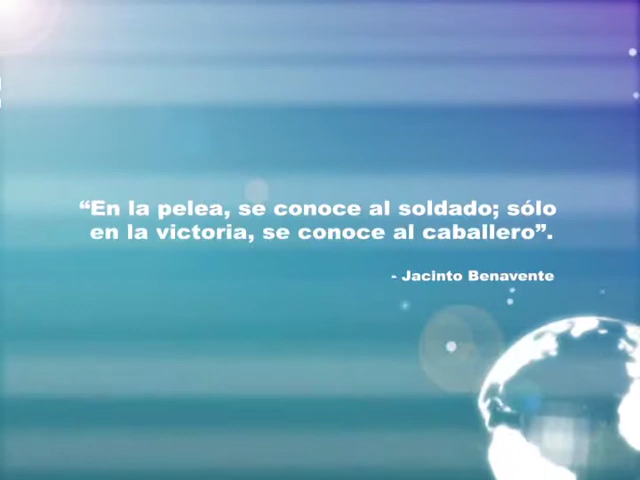 “En la pelea, se conoce al soldado; sólo
en la victoria, se conoce al caballero”.
- Jacinto Benavente